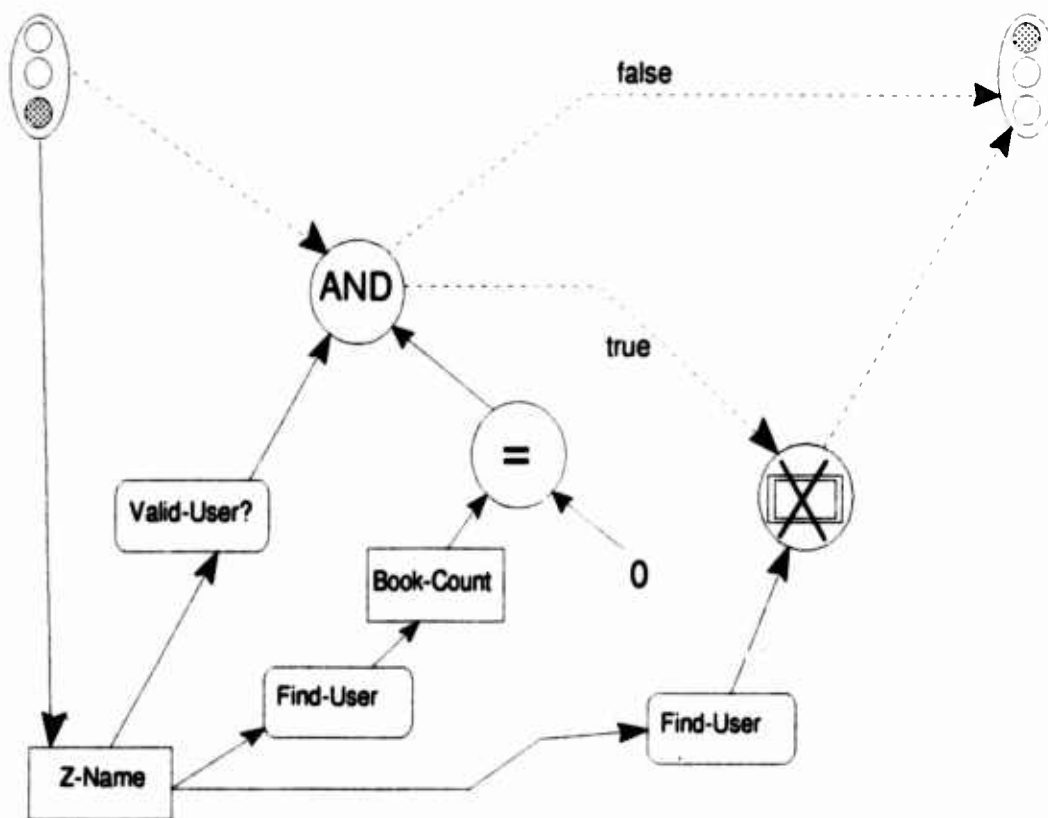 false
AND
true
=
Valid-User?
Book-Count
0
Find-User
Find-User
Z-Name